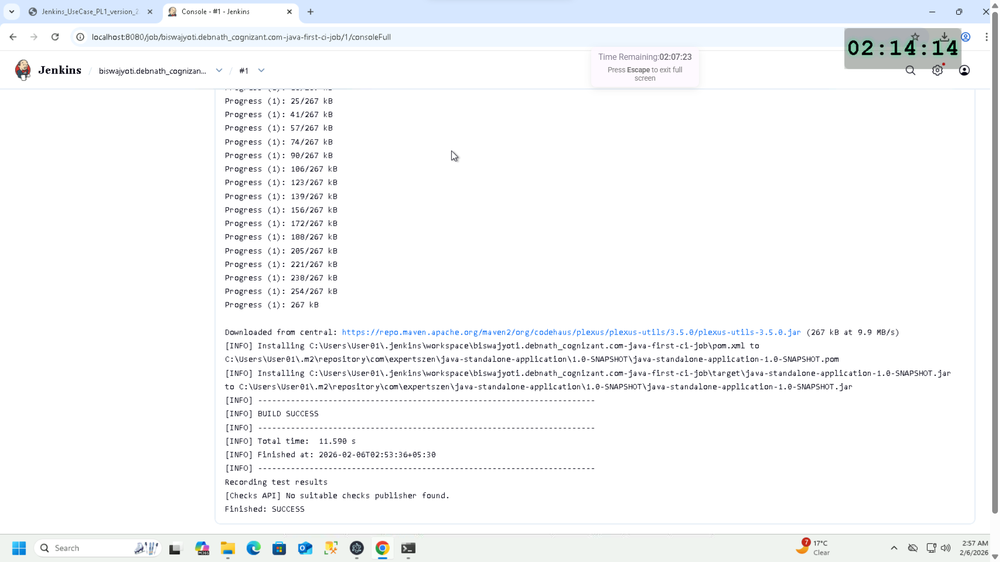 Jenkins_UseCase_PL1_version_2
Console - #1 - Jenkins
localhost:8080/job/biswajyoti.debnath_cognizant.com-java-first-ci-job/1/consoleFull
02:14:14
Time Remaining:02:07:23
Press Escape to exit full
screen
Jenkins / biswajyoti.debnath_cognizan... / #1
Progress (1): 25/267 kB
Progress (1): 41/267 kB
Progress (1): 57/267 kB
Progress (1): 74/267 kB
Progress (1): 90/267 kB
Progress (1): 106/267 kB
Progress (1): 123/267 kB
Progress (1): 139/267 kB
Progress (1): 156/267 kB
Progress (1): 172/267 kB
Progress (1): 188/267 kB
Progress (1): 205/267 kB
Progress (1): 221/267 kB
Progress (1): 238/267 kB
Progress (1): 254/267 kB
Progress (1): 267 kB
Downloaded from central: https://repo.maven.apache.org/maven2/org/codehaus/plexus/plexus-utils/3.5.0/plexus-utils-3.5.0.jar (267 kB at 9.9 MB/s)
[INFO] Installing C:\Users\User01\.jenkins\workspace\biswajyoti.debnath_cognizant.com-java-first-ci-job\pom.xml to
C:\Users\User01\.m2\repository\com\expertszen\java-standalone-application\1.0-SNAPSHOT\java-standalone-application-1.0-SNAPSHOT.pom
[INFO] Installing C:\Users\User01\.jenkins\workspace\biswajyoti.debnath_cognizant.com-java-first-ci-job\target\java-standalone-application-1.0-SNAPSHOT.jar
to C:\Users\User01\.m2\repository\com\expertszen\java-standalone-application\1.0-SNAPSHOT\java-standalone-application-1.0-SNAPSHOT.jar
[INFO] ------------------------------------------------------------------------
[INFO] BUILD SUCCESS
[INFO] ------------------------------------------------------------------------
[INFO] Total time:  11.590 s
[INFO] Finished at: 2026-02-06T02:53:36+05:30
[INFO] ------------------------------------------------------------------------
Recording test results
[Checks API] No suitable checks publisher found.
Finished: SUCCESS
Search
M365
7
17°C
Clear
2:57 AM
2/6/2026